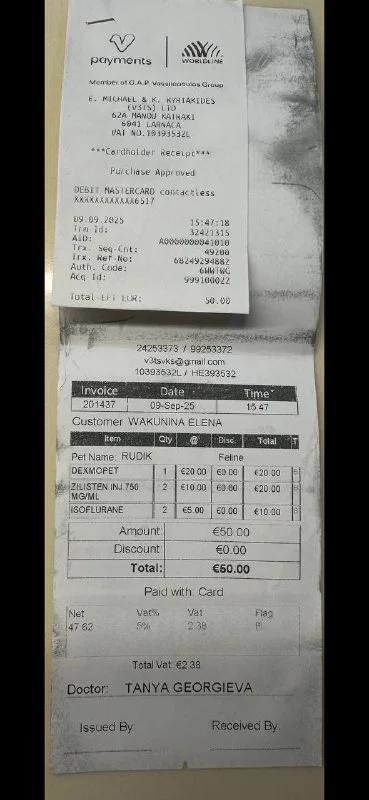 payments
WORLDLINE
Member of G.A.P. Vassilopoulos Group
E. MICHAEL & K. KYRIAKIDES
(V3TS) LTD
62A MANOU KATRAKI
6041 LARNACA
VAT NO.10393532L
***Cardholder Receipt***
Purchase Approved
DEBIT MASTERCARD contactless
XXXXXXXXXXXX6517
09.09.2025 15:47:18
Trm Id: 32421315
AID: A0000000041010
Trx. Seq-Cnt: 49200
Trx. Ref-No: 68249294882
Auth. Code: 6WWTWG
Acq-Id: 999100022
Total-EFT EUR: 50.00
24253373 / 99253372
v3tsvks@gmail.com
10393532L / HE393532
Invoice Date Time
201437 09-Sep-25 15:47
Customer WAKUNINA ELENA
Item Qty @ Disc. Total T
Pet Name: RUDIK Feline
DEXMOPET 1 €20.00 €0.00 €20.00 B
ZILISTEN INJ.750 2 €10.00 €0.00 €20.00 B
MG/ML
ISOFLURANE 2 €5.00 €0.00 €10.00 B
Amount: €50.00
Discount: €0.00
Total: €50.00
Paid with: Card
Net Vat% Vat Flag
47.62 5% 2.38 B
Total Vat: €2.38
Doctor: TANYA GEORGIEVA
Issued By: Received By: